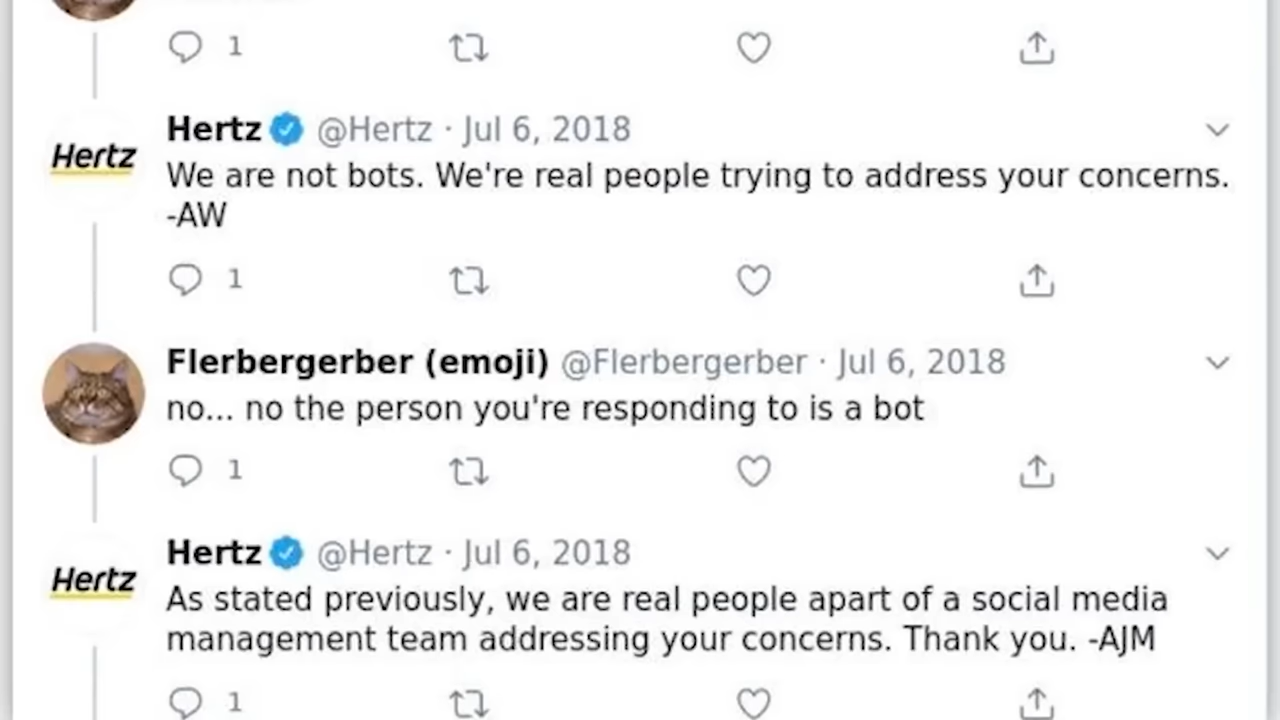 1
Hertz @Hertz · Jul 6, 2018
Hertz
We are not bots. We're real people trying to address your concerns.
-AW
1
Flerbergerber (emoji) @Flerbergerber · Jul 6, 2018
no... no the person you're responding to is a bot
1
Hertz @Hertz · Jul 6, 2018
Hertz
As stated previously, we are real people apart of a social media
management team addressing your concerns. Thank you. -AJM
1